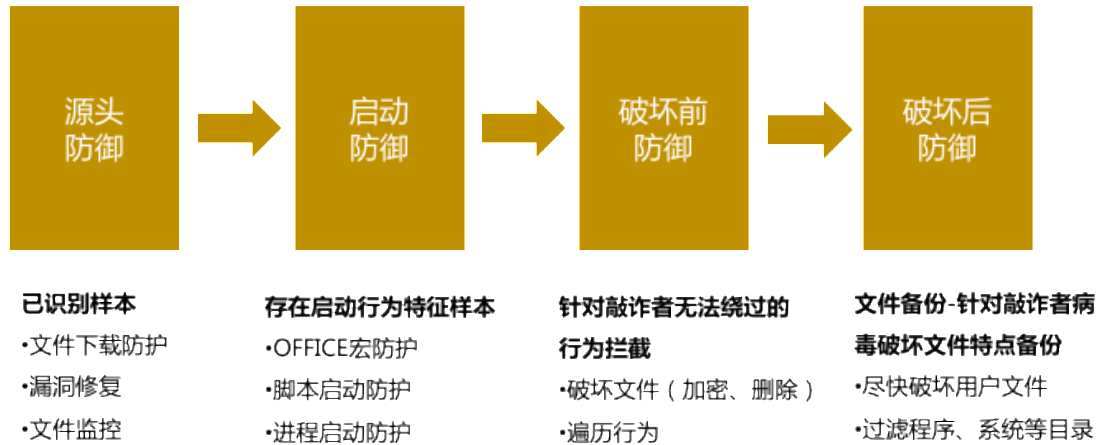 源头
防御
启动
防御
破坏前
防御
破坏后
防御
已识别样本
•文件下载防护
•漏洞修复
•文件监控
存在启动行为特征样本
•OFFICE宏防护
•脚本启动防护
•进程启动防护
针对敲诈者无法绕过的
行为拦截
•破坏文件（加密、删除）
•遍历行为
文件备份-针对敲诈者病
毒破坏文件特点备份
•尽快破坏用户文件
•过滤程序、系统等目录